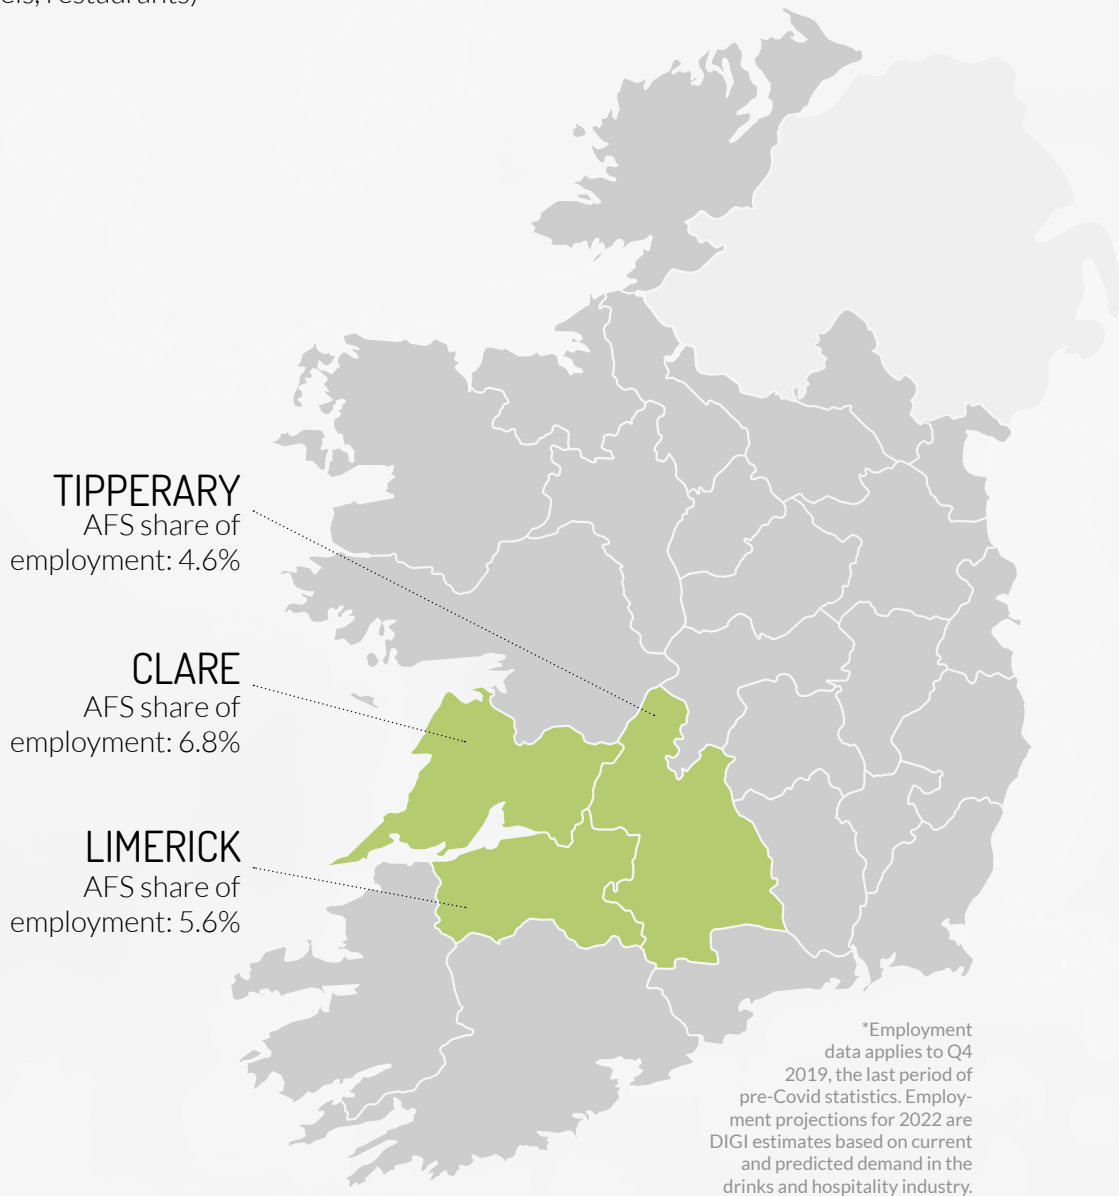 restaurants)
TIPPERARY
AFS share of
employment: 4.6%
CLARE
AFS share of
employment: 6.8%
LIMERICK
AFS share of
employment: 5.6%
*Employment
data applies to Q4
2019, the last period of
pre-Covid statistics. Employ-
ment projections for 2022 are
DIGI estimates based on current
and predicted demand in the
drinks and hospitality industry.